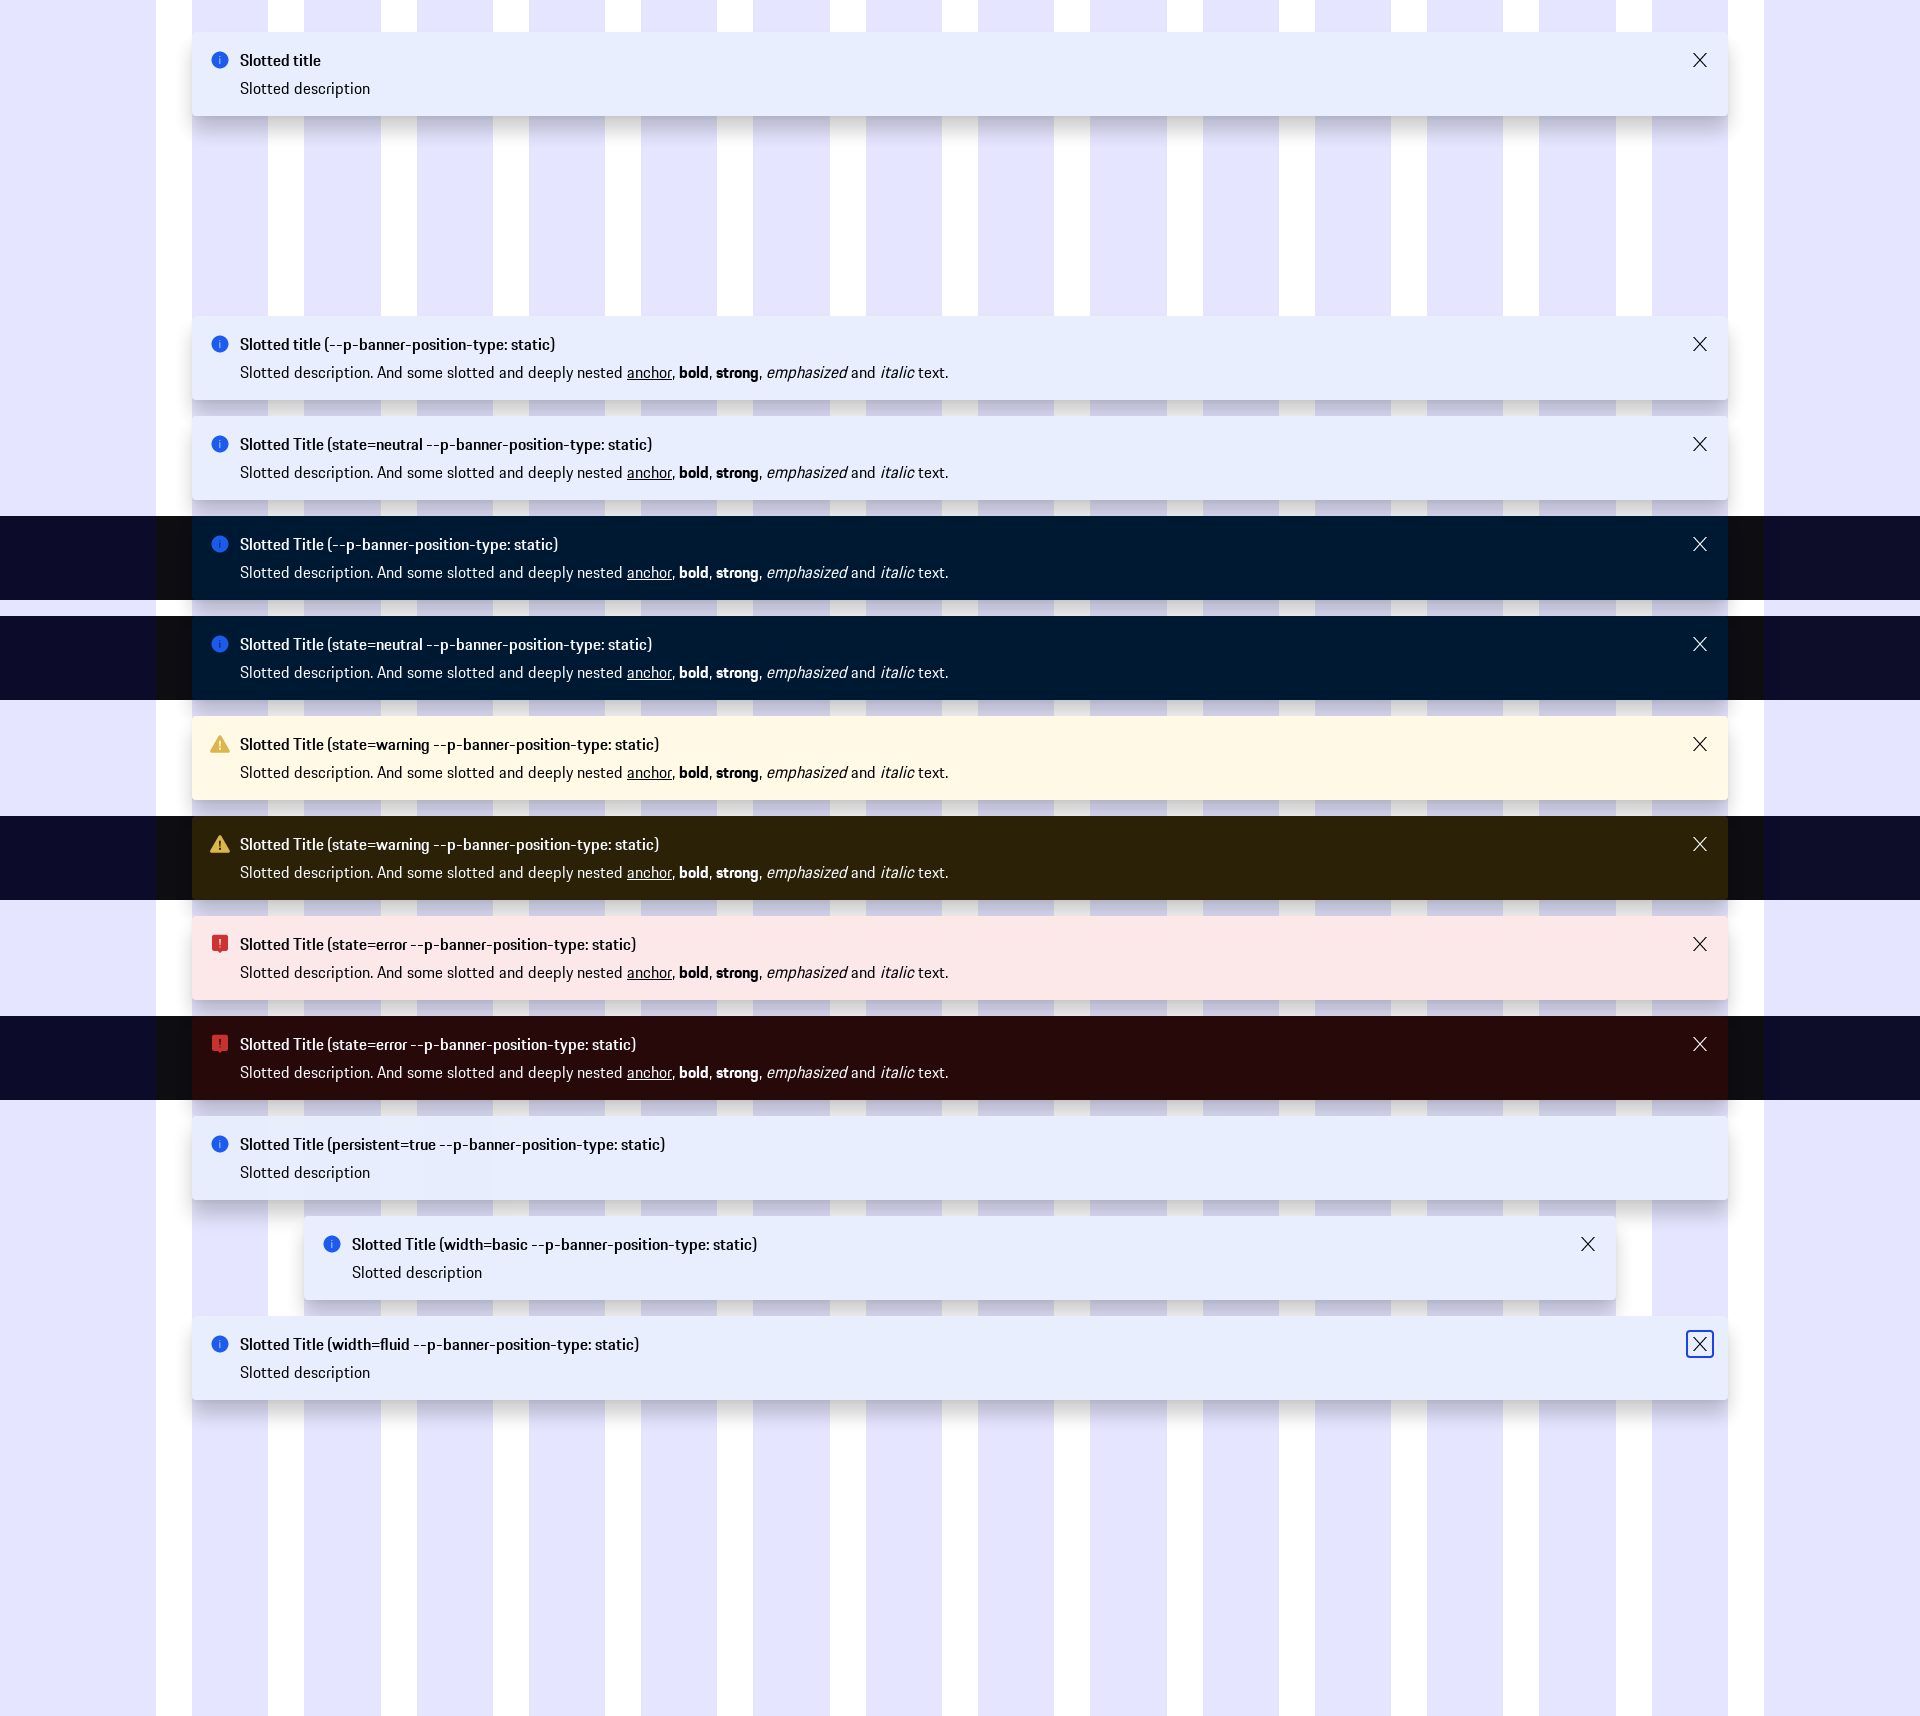 Slotted title
Slotted description
Slotted title (--p-banner-position-type: static)
Slotted description. And some slotted and deeply nested anchor, bold, strong, emphasized and italic text.
Slotted Title (state=neutral --p-banner-position-type: static)
Slotted description. And some slotted and deeply nested anchor, bold, strong, emphasized and italic text.
Slotted Title (--p-banner-position-type: static)
Slotted description. And some slotted and deeply nested anchor, bold, strong, emphasized and italic text.
Slotted Title (state=neutral --p-banner-position-type: static)
Slotted description. And some slotted and deeply nested anchor, bold, strong, emphasized and italic text.
Slotted Title (state=warning --p-banner-position-type: static)
Slotted description. And some slotted and deeply nested anchor, bold, strong, emphasized and italic text.
Slotted Title (state=warning --p-banner-position-type: static)
Slotted description. And some slotted and deeply nested anchor, bold, strong, emphasized and italic text.
Slotted Title (state=error --p-banner-position-type: static)
Slotted description. And some slotted and deeply nested anchor, bold, strong, emphasized and italic text.
Slotted Title (state=error --p-banner-position-type: static)
Slotted description. And some slotted and deeply nested anchor, bold, strong, emphasized and italic text.
Slotted Title (persistent=true --p-banner-position-type: static)
Slotted description
Slotted Title (width=basic --p-banner-position-type: static)
Slotted description
Slotted Title (width=fluid --p-banner-position-type: static)
Slotted description